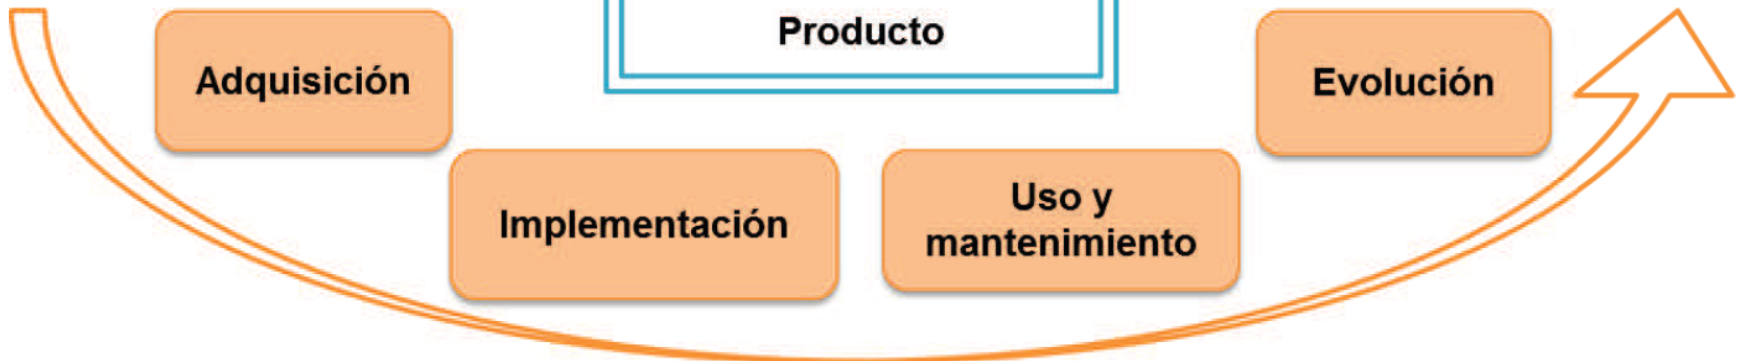 Producto
Adquisición
Evolución
Implementación
Uso y
mantenimiento